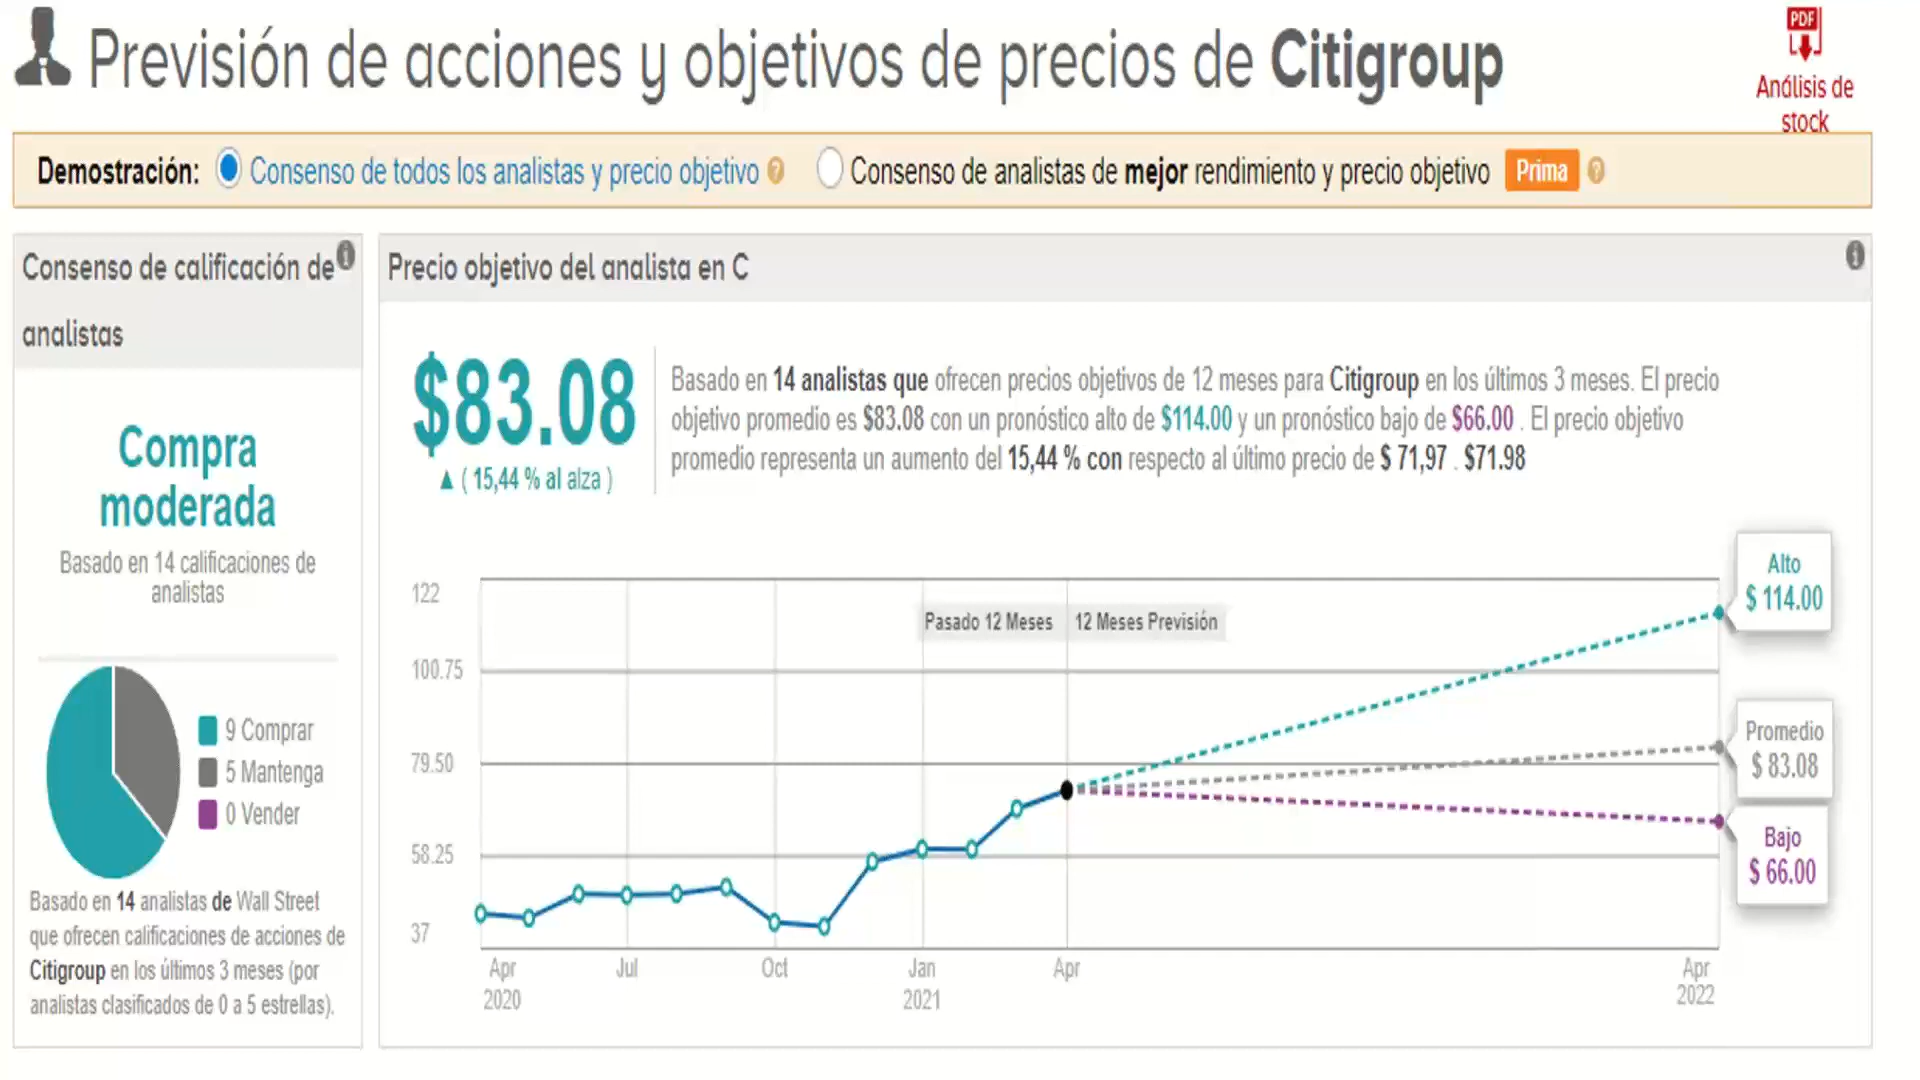 Previsión de acciones y objetivos de precios de Citigroup
PDF
Análisis de
stock
Demostración: Consenso de todos los analistas y precio objetivo ? Consenso de analistas de mejor rendimiento y precio objetivo Prima ?
Consenso de calificación de
analistas
Compra
moderada
Basado en 14 calificaciones de
analistas
9 Comprar
5 Mantenga
0 Vender
Basado en 14 analistas de Wall Street
que ofrecen calificaciones de acciones de
Citigroup en los últimos 3 meses (por
analistas clasificados de 0 a 5 estrellas).
Precio objetivo del analista en C
$83.08
▲ ( 15,44 % al alza )
Basado en 14 analistas que ofrecen precios objetivos de 12 meses para Citigroup en los últimos 3 meses. El precio
objetivo promedio es $83.08 con un pronóstico alto de $114.00 y un pronóstico bajo de $66.00 . El precio objetivo
promedio representa un aumento del 15,44 % con respecto al último precio de $ 71,97 . $71.98
122
100.75
79.50
58.25
37
Pasado 12 Meses
12 Meses Previsión
Alto
$ 114.00
Promedio
$ 83.08
Bajo
$ 66.00
Apr Jul Oct Jan Apr Apr
2020 2021 2022